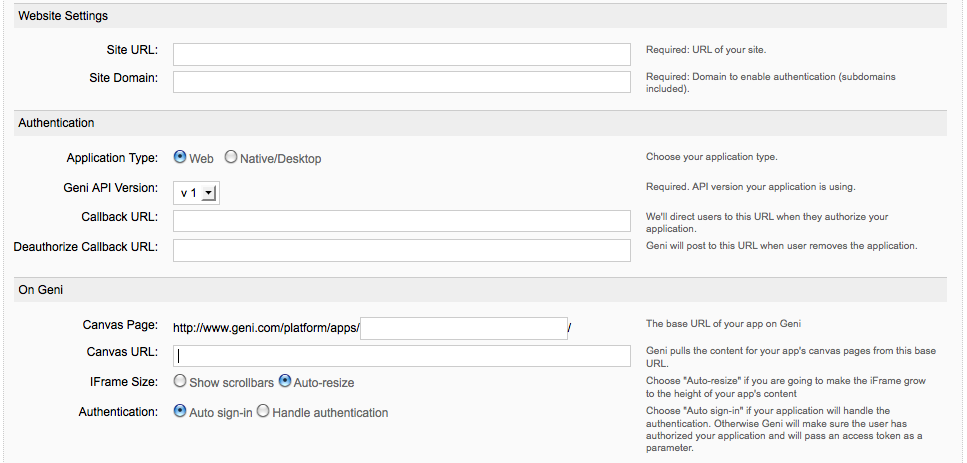 Website Settings
Site URL: Required: URL of your site.
Site Domain: Required: Domain to enable authentication (subdomains
included).
Authentication
Application Type: Web Native/Desktop Choose your application type.
Geni API Version: v 1 Required. API version your application is using.
Callback URL: We'll direct users to this URL when they authorize your
application.
Deauthorize Callback URL: Geni will post to this URL when user removes the application.
On Geni
Canvas Page: http://www.geni.com/platform/apps/ / The base URL of your app on Geni
Canvas URL: Geni pulls the content for your app's canvas pages from this base
URL.
IFrame Size: Show scrollbars Auto-resize Choose "Auto-resize" if you are going to make the iFrame grow
to the height of your app's content
Authentication: Auto sign-in Handle authentication Choose "Auto sign-in" if your application will handle the
authentication. Otherwise Geni will make sure the user has
authorized your application and will pass an access token as a
parameter.